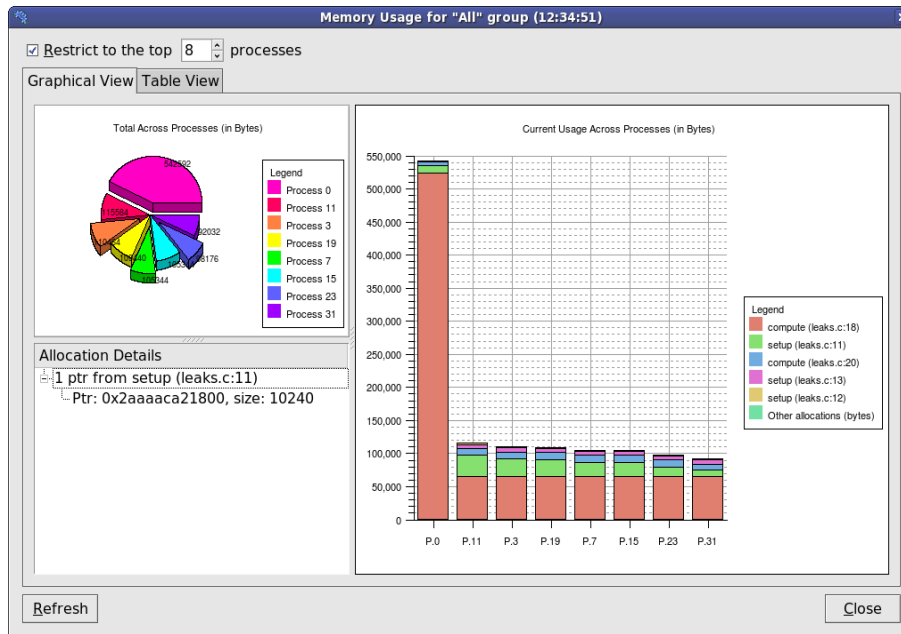 Memory Usage for "All" group (12:34:51)
Restrict to the top 8 processes
Graphical View Table View
Total Across Processes (in Bytes)
542592
115584
92032
98176
105344
Legend
Process 0
Process 11
Process 3
Process 19
Process 7
Process 15
Process 23
Process 31
Allocation Details
1 ptr from setup (leaks.c:11)
Ptr: 0x2aaaaca21800, size: 10240
Current Usage Across Processes (in Bytes)
550,000
500,000
450,000
400,000
350,000
300,000
250,000
200,000
150,000
100,000
50,000
0
P.0 P.11 P.3 P.19 P.7 P.15 P.23 P.31
Legend
compute (leaks.c:18)
setup (leaks.c:11)
compute (leaks.c:20)
setup (leaks.c:13)
setup (leaks.c:12)
Other allocations (bytes)
Refresh
Close